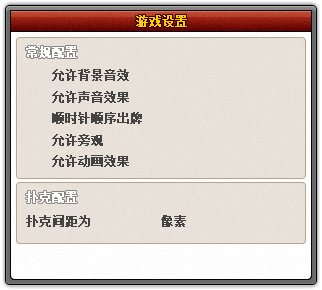 游戏设置
常规配置
允许背景音效
允许声音效果
顺时针顺序出牌
允许旁观
允许动画效果
扑克配置
扑克间距为 像素